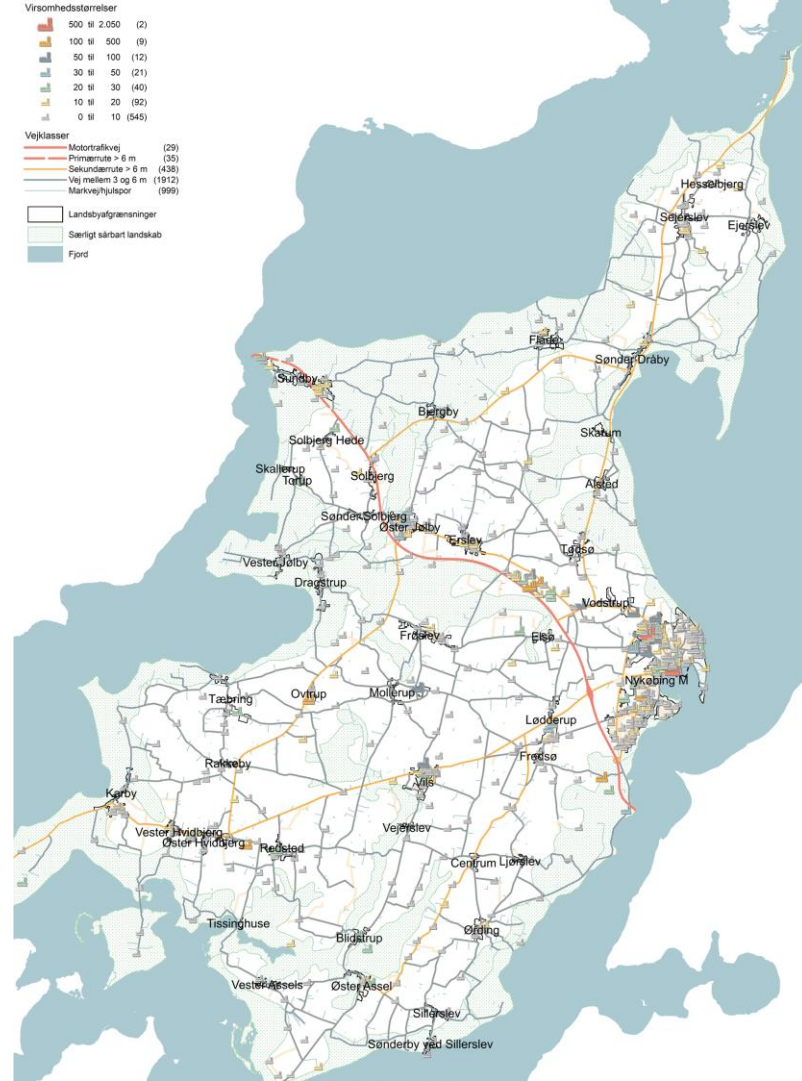 Virsomhedsstørrelser
500 til 2.050 (2)
100 til 500 (9)
50 til 100 (12)
30 til 50 (21)
20 til 30 (40)
10 til 20 (92)
0 til 10 (545)
Vejklasser
Motortrafikvej (29)
Primærrute > 6 m (35)
Sekundærrute > 6 m (438)
Vej mellem 3 og 6 m (1912)
Markvej/hjulspor (999)
Landsbyafgrænsninger
Særligt sårbart landskab
Fjord
Hesselbjerg
Sejerslev
Ejerslev
Flade
Sønder Dråby
Sundby
Bjergby
Skarum
Solbjerg Hede
Skallerup
Torup
Solbjerg
Alsted
Sønder Solbjerg
Øster Jølby
Erslev
Tødsø
Vester Jølby
Dragstrup
Vodstrup
Frøslev
Elsø
Nykøbing M
Tæbring
Ovtrup
Mollerup
Lødderup
Fredsø
Rakkeby
Vils
Karby
Vester Hvidbjerg
Øster Hvidbjerg
Vejerslev
Redsted
Centrum
Ljørslev
Tissinghuse
Blidstrup
Ørding
Vester Assels
Øster Assel
Sillerslev
Sønderby ved Sillerslev